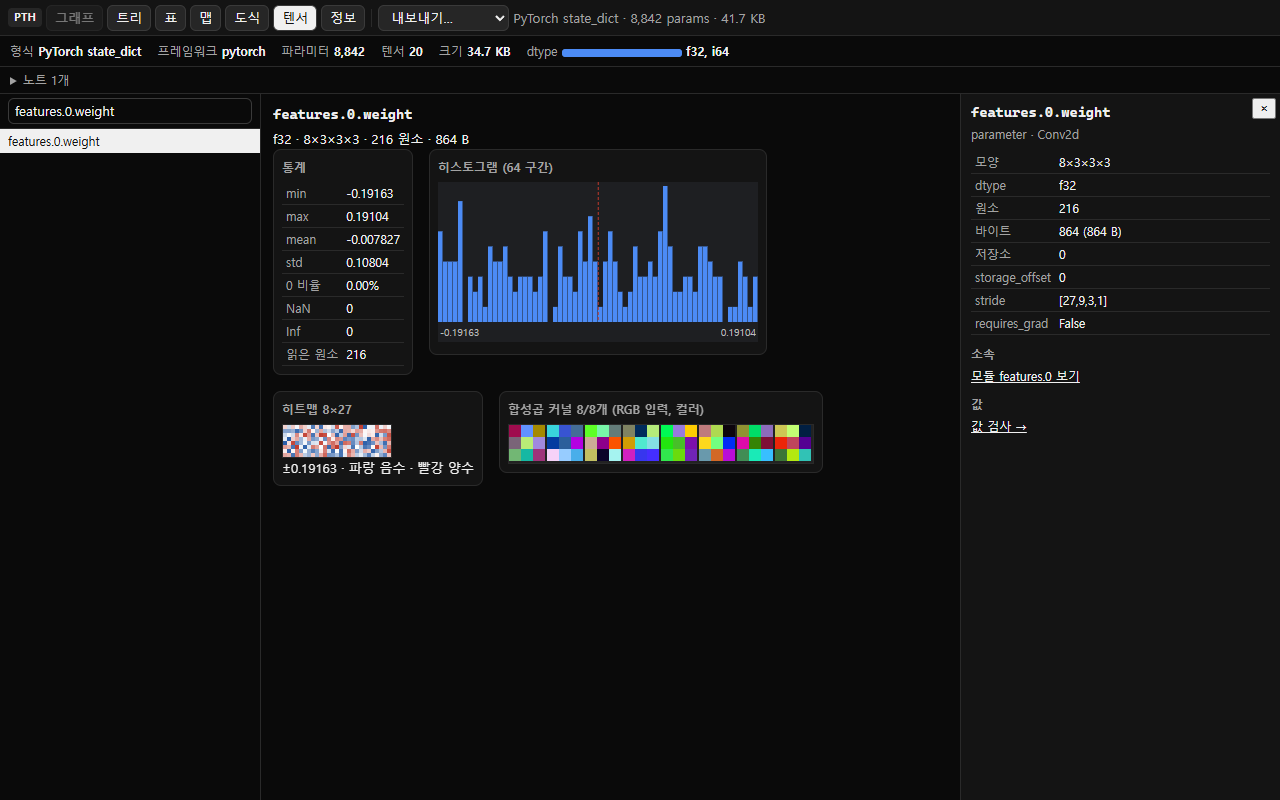 PTH 그래프 트리 표 맵 도식 텐서 정보 내보내기... PyTorch state_dict · 8,842 params · 41.7 KB
형식 PyTorch state_dict 프레임워크 pytorch 파라미터 8,842 텐서 20 크기 34.7 KB dtype f32, i64
▶ 노트 1개
features.0.weight
features.0.weight
features.0.weight
f32 · 8×3×3×3 · 216 원소 · 864 B
통계
min -0.19163
max 0.19104
mean -0.007827
std 0.10804
0 비율 0.00%
NaN 0
Inf 0
읽은 원소 216
히스토그램 (64 구간)
-0.19163 0.19104
히트맵 8×27
±0.19163 · 파랑 음수 · 빨강 양수
합성곱 커널 8/8개 (RGB 입력, 컬러)
features.0.weight ×
parameter · Conv2d
모양 8×3×3×3
dtype f32
원소 216
바이트 864 (864 B)
저장소 0
storage_offset 0
stride [27,9,3,1]
requires_grad False
소속
모듈 features.0 보기
값
값 검사 →